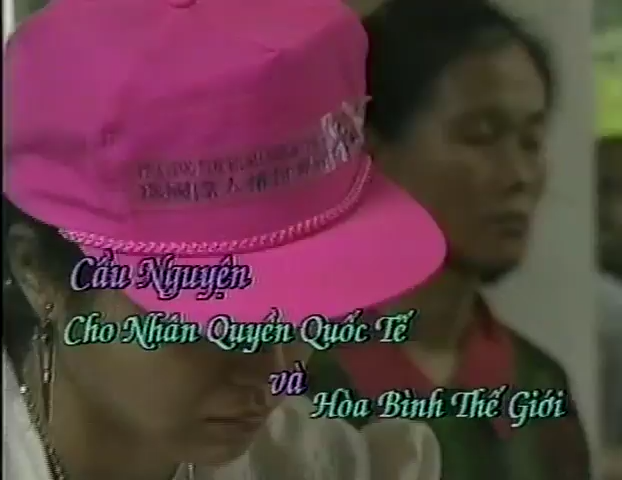 Cầu Nguyện
Cho Nhân Quyền Quốc Tế
và
Hòa Bình Thế Giới